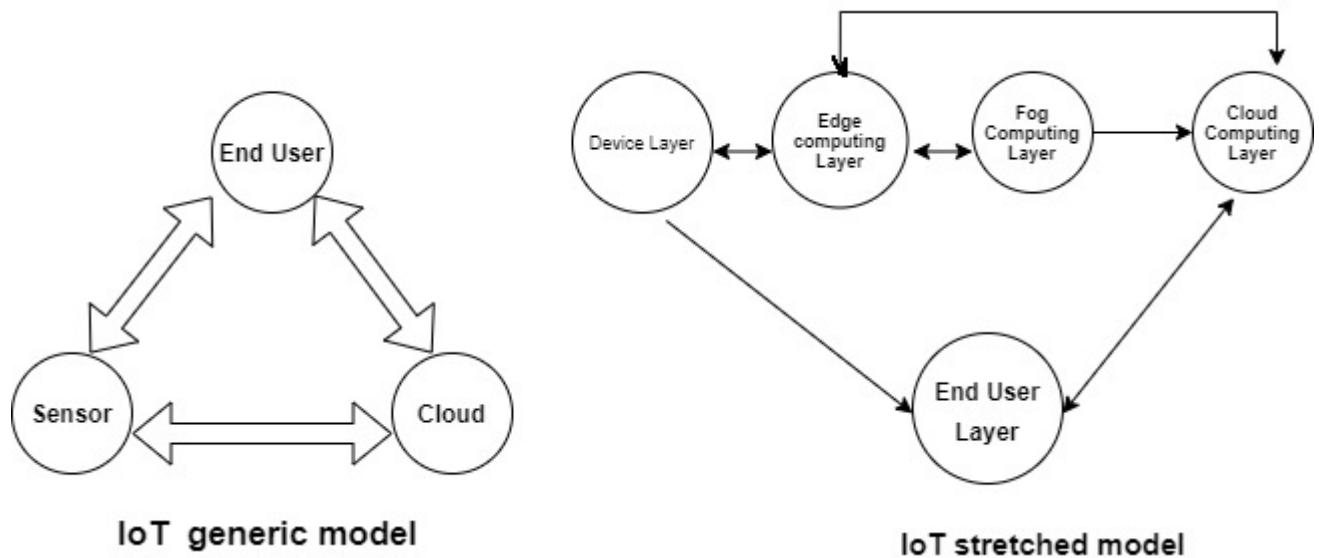 End User
Sensor
Cloud
IoT generic model
Device Layer
Edge
computing
Layer
Fog
Computing
Layer
Cloud
Computing
Layer
End User
Layer
IoT stretched model